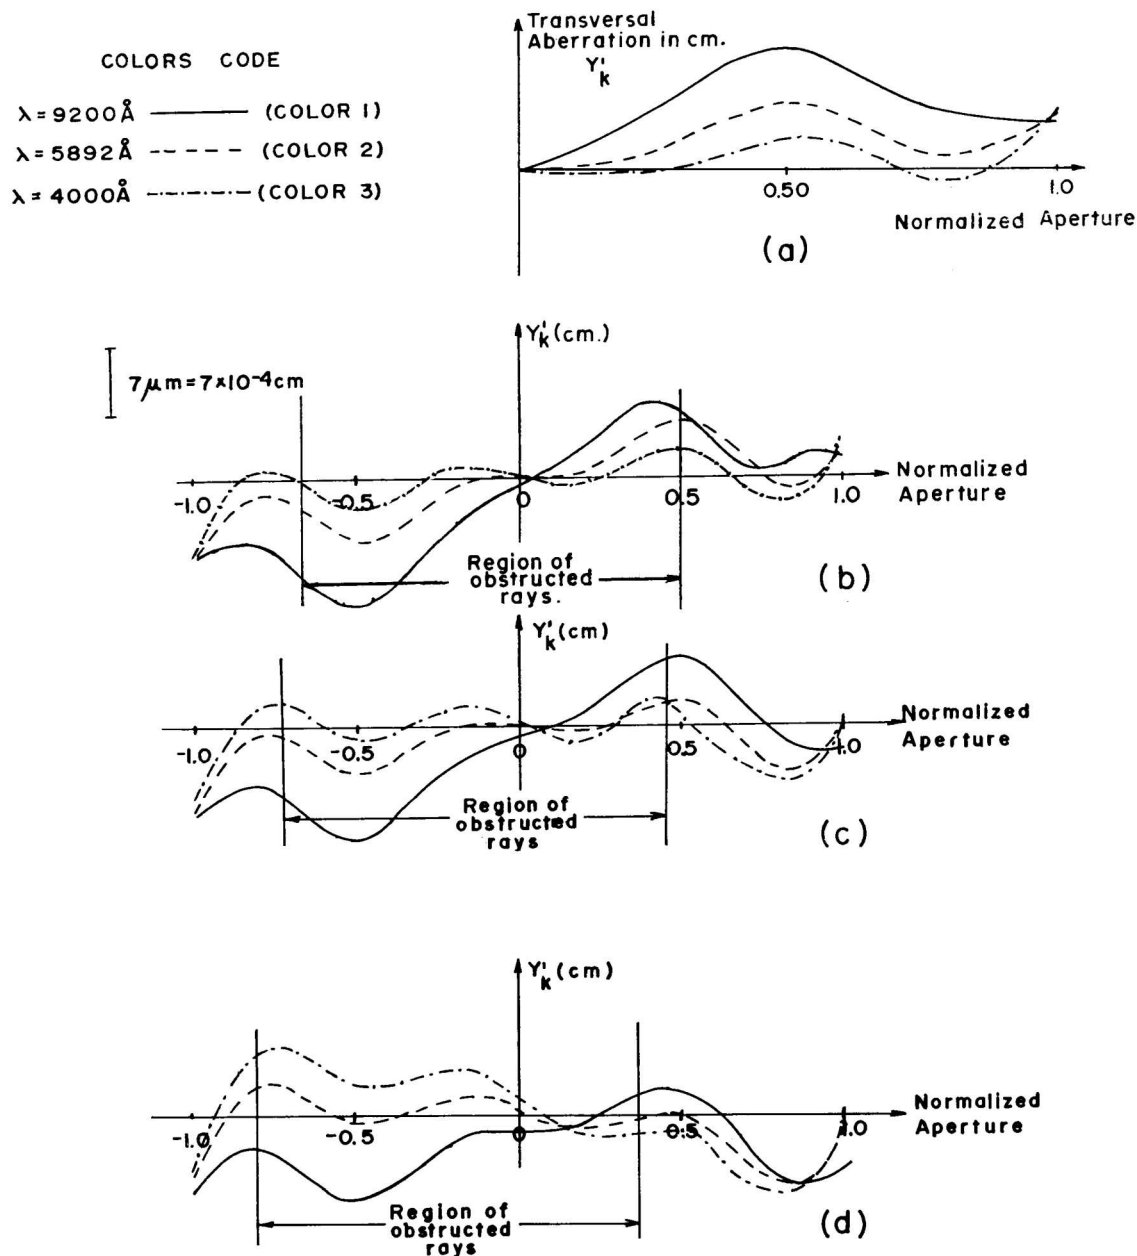 Transversal
Aberration in cm.
Y'k
COLORS CODE
λ=9200Å (COLOR 1)
λ=5892Å (COLOR 2)
λ=4000Å (COLOR 3)
0.50
1.0
Normalized Aperture
(a)
Y'k (cm.)
7μm=7×10⁻⁴cm
Normalized
Aperture
-1.0
-0.5
0
0.5
1.0
Region of
obstructed
rays.
(b)
Y'k (cm)
Normalized
Aperture
-1.0
-0.5
0
0.5
1.0
Region of
obstructed
rays
(c)
Y'k (cm)
Normalized
Aperture
-1.0
-0.5
0
0.5
1.0
Region of
obstructed
rays
(d)